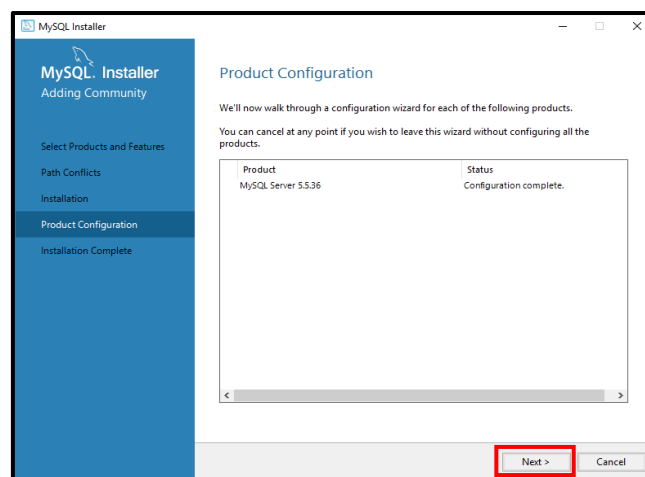 MySQL Installer
MySQL. Installer
Adding Community
Select Products and Features
Path Conflicts
Installation
Product Configuration
Installation Complete
Product Configuration
We'll now walk through a configuration wizard for each of the following products.
You can cancel at any point if you wish to leave this wizard without configuring all the
products.
Product Status
MySQL Server 5.5.36 Configuration complete.
Next > Cancel